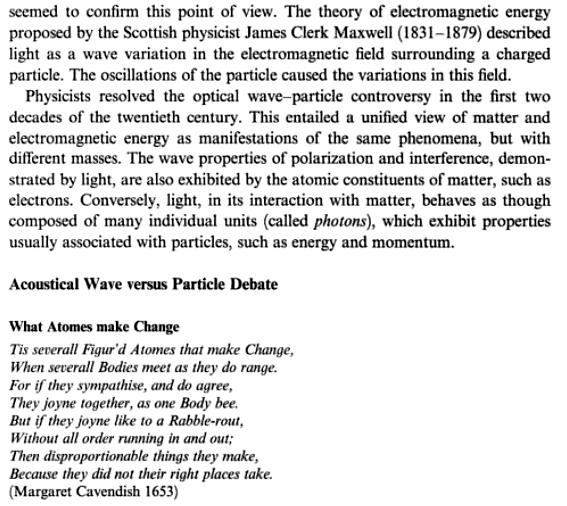 seemed to confirm this point of view. The theory of electromagnetic energy
proposed by the Scottish physicist James Clerk Maxwell (1831–1879) described
light as a wave variation in the electromagnetic field surrounding a charged
particle. The oscillations of the particle caused the variations in this field.
Physicists resolved the optical wave–particle controversy in the first two
decades of the twentieth century. This entailed a unified view of matter and
electromagnetic energy as manifestations of the same phenomena, but with
different masses. The wave properties of polarization and interference, demon-
strated by light, are also exhibited by the atomic constituents of matter, such as
electrons. Conversely, light, in its interaction with matter, behaves as though
composed of many individual units (called photons), which exhibit properties
usually associated with particles, such as energy and momentum.
Acoustical Wave versus Particle Debate
What Atomes make Change
Tis severall Figur'd Atomes that make Change,
When severall Bodies meet as they do range.
For if they sympathise, and do agree,
They joyne together, as one Body bee.
But if they joyne like to a Rabble-rout,
Without all order running in and out;
Then disproportionable things they make,
Because they did not their right places take.
(Margaret Cavendish 1653)